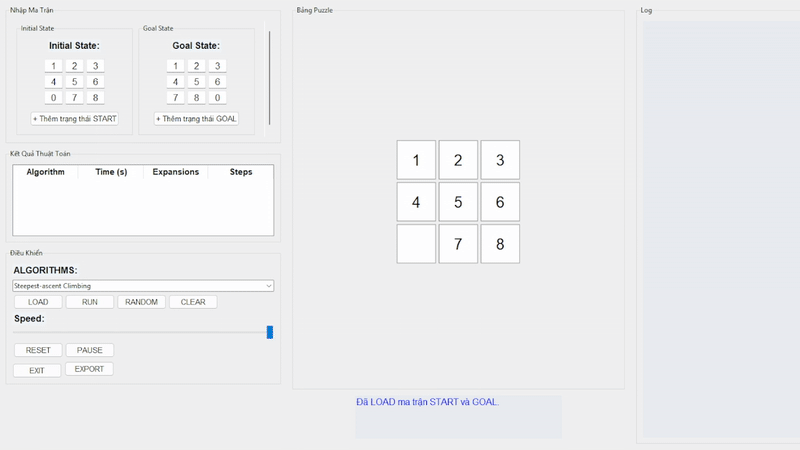 Nhập Ma Trận
Initial State
Initial State:
1 2 3
4 5 6
0 7 8
+ Thêm trạng thái START
Goal State
Goal State:
1 2 3
4 5 6
7 8 0
+ Thêm trạng thái GOAL
Kết Quả Thuật Toán
Algorithm Time (s) Expansions Steps
Điều Khiển
ALGORITHMS:
Steepest-ascent Climbing
LOAD RUN RANDOM CLEAR
Speed:
RESET PAUSE
EXIT EXPORT
Bảng Puzzle
1 2 3
4 5 6
7 8
Đã LOAD ma trận START và GOAL.
Log